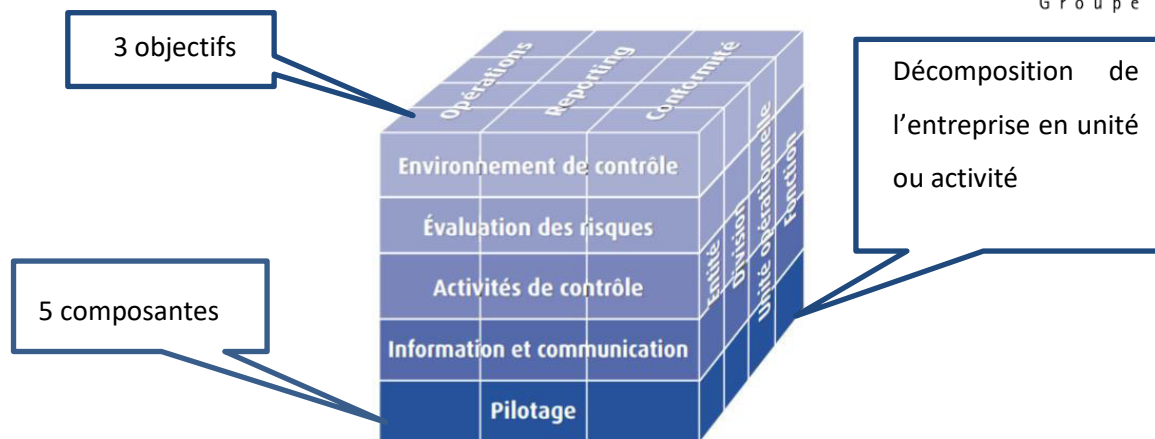 Groupe
3 objectifs
Décomposition de
l’entreprise en unité
ou activité
5 composantes
Opérations
Reporting
Conformité
Environnement de contrôle
Évaluation des risques
Activités de contrôle
Information et communication
Pilotage
Entité
Division
Unité opérationnelle
Fonction